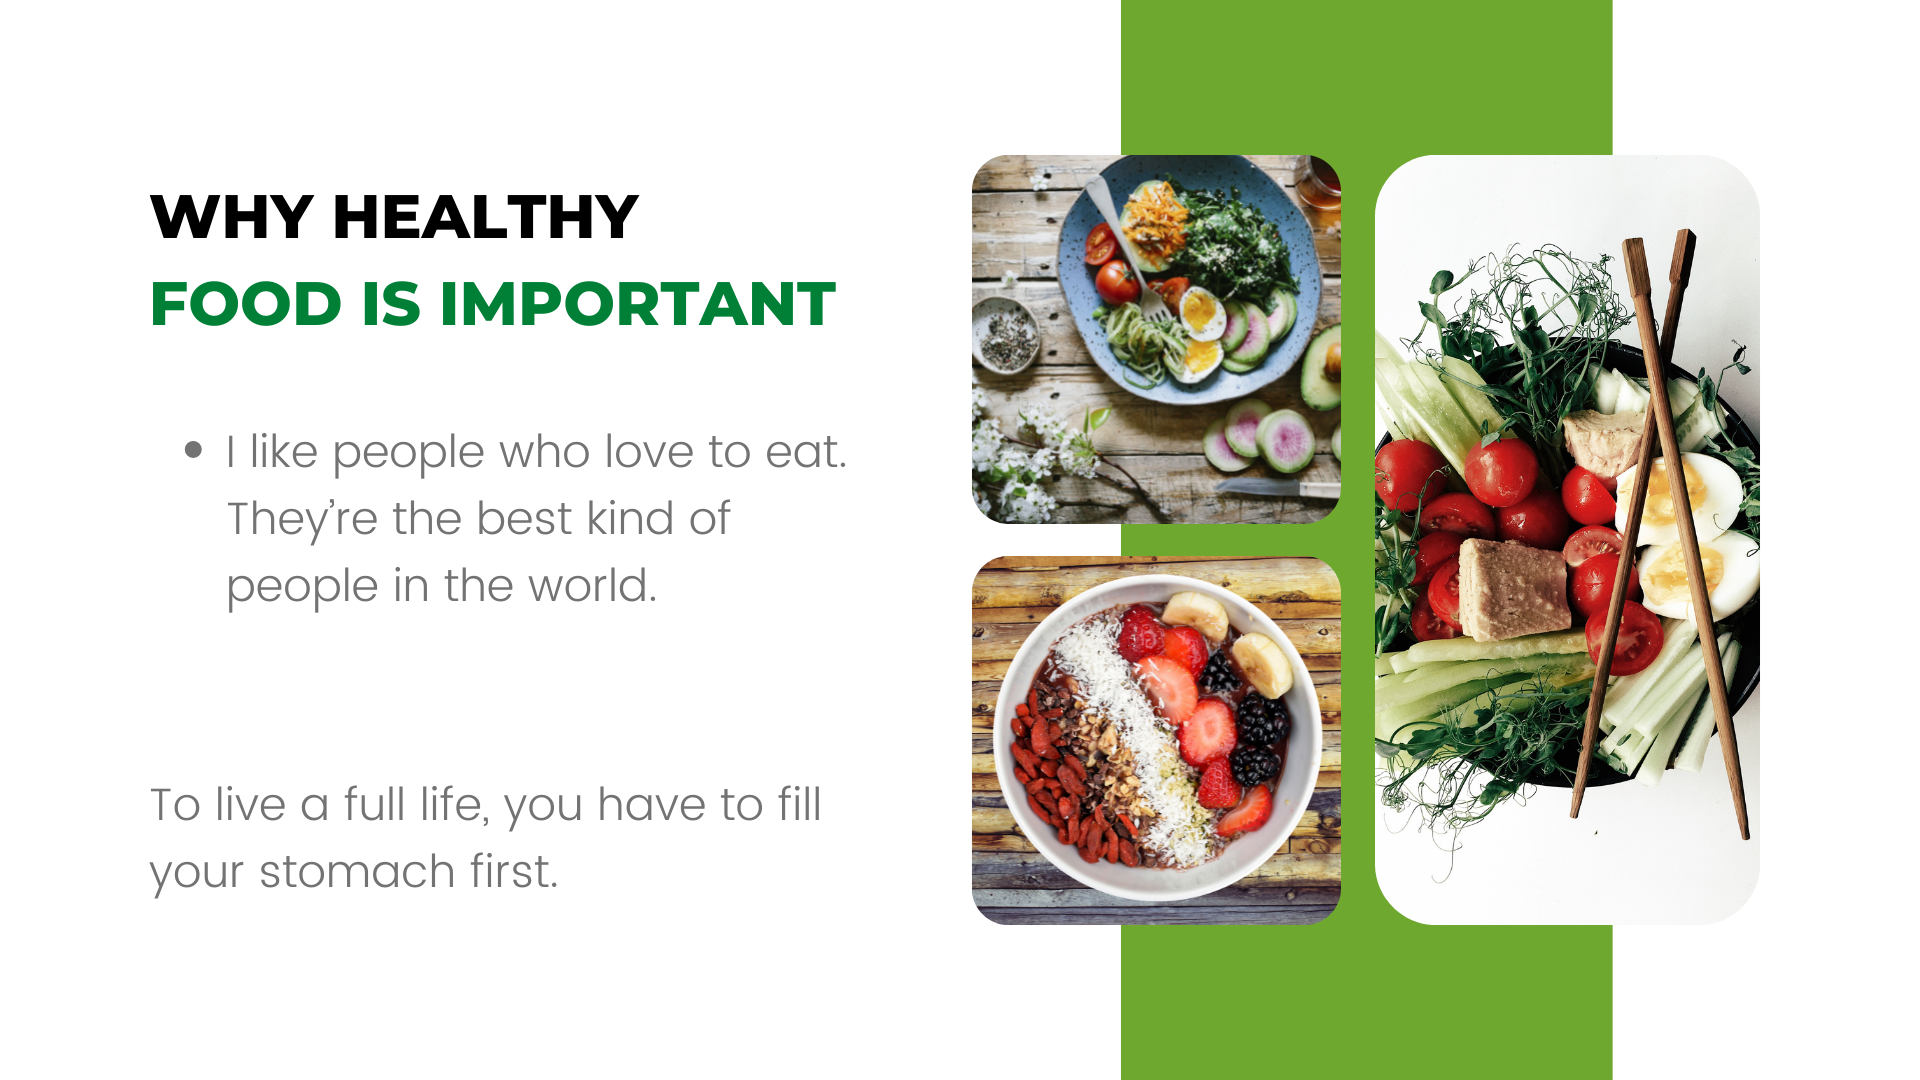 WHY HEALTHY
FOOD IS IMPORTANT
• I like people who love to eat.
They’re the best kind of
people in the world.
To live a full life, you have to fill
your stomach first.